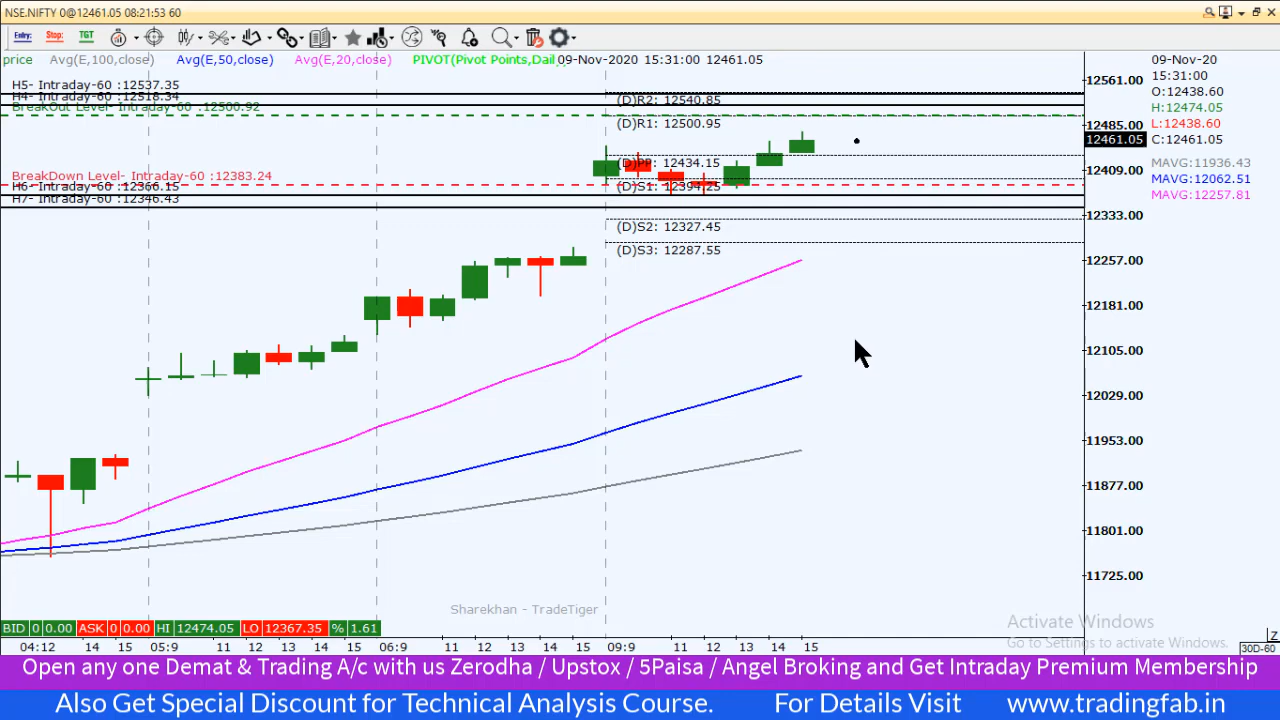 NSE.NIFTY 0@12461.05 08:21:53 60
Entry: Stop: TGT
price Avg(E,100,close) Avg(E,50,close) Avg(E,20,close) PIVOT(Pivot Points,Dail 09-Nov-2020 15:31:00 12461.05
H5- Intraday-60 :12537.35
H4- Intraday-60 :12518.34
BreakOut Level- Intraday-60 :12500.92
BreakDown Level- Intraday-60 :12383.24
H6- Intraday-60 :12366.15
H7- Intraday-60 :12346.43
(D)R2: 12540.85
(D)R1: 12500.95
(D)PP: 12434.15
(D)S1: 12394.25
(D)S2: 12327.45
(D)S3: 12287.55
12561.00
12485.00
12461.05
12409.00
12333.00
12257.00
12181.00
12105.00
12029.00
11953.00
11877.00
11801.00
11725.00
09-Nov-20
15:31:00
O:12438.60
H:12474.05
L:12438.60
C:12461.05
MAVG:11936.43
MAVG:12062.51
MAVG:12257.81
Sharekhan - TradeTiger
Activate Windows
Go to Settings to activate Windows.
BID 0 0.00 ASK 0 0.00 HI 12474.05 LO 12367.35 % 1.61
Z
04:12 14 15 05:9 11 12 13 14 15 06:9 11 12 13 14 15 09:9 11 12 13 14 15 30D-60
Open any one Demat & Trading A/c with us Zerodha / Upstox / 5Paisa / Angel Broking and Get Intraday Premium Membership
Also Get Special Discount for Technical Analysis Course. For Details Visit www.tradingfab.in